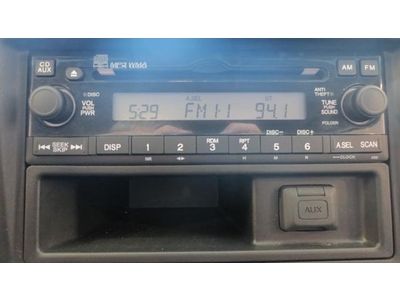 CD
AUX
MP3 WMA
AM FM
DISC
VOL
PUSH
PWR
A.SEL ST
5:29 FM1-1 94.1
ANTI
THEFT
TUNE
PUSH
SOUND
FOLDER
SEEK
SKIP
DISP
1
2
RDM
3
RPT
4
DISC−
5
DISC+
6
A.SEL
SCAN
H M R
CLOCK
AUX